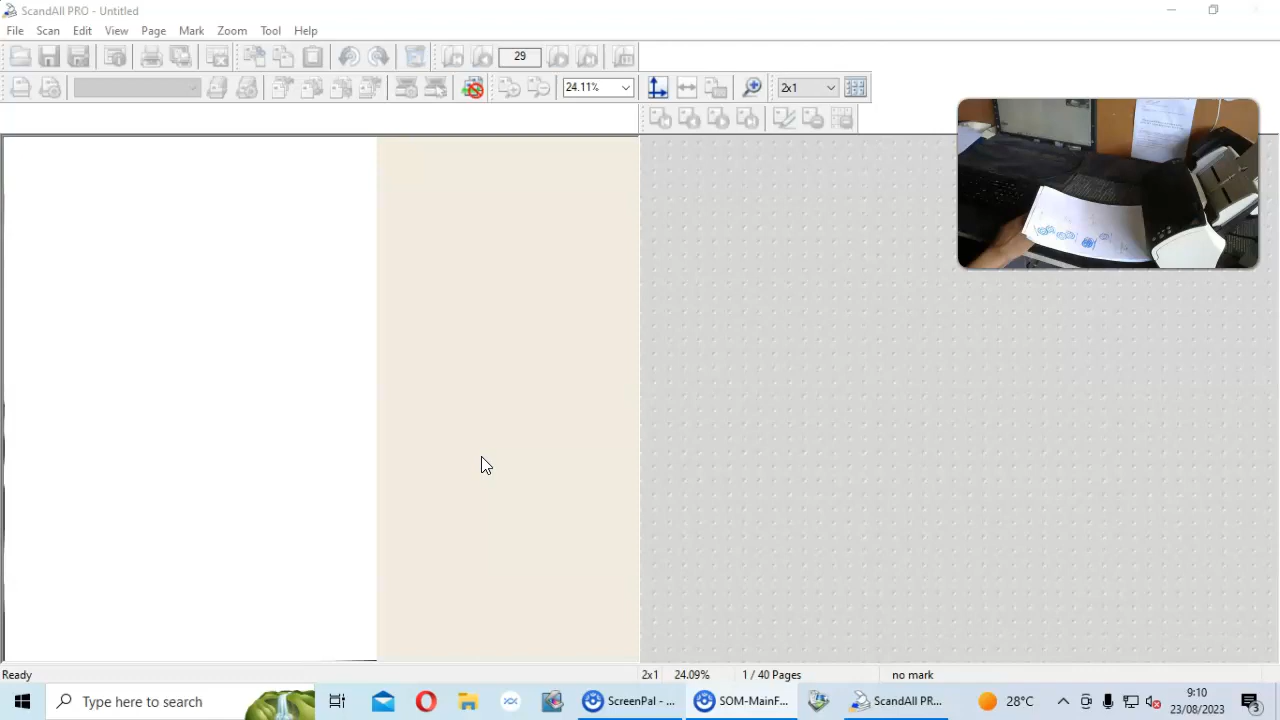 ScandAll PRO - Untitled
File Scan Edit View Page Mark Zoom Tool Help
29
24.11% 2x1
Ready 2x1 24.09% 1 / 40 Pages no mark
Type here to search ScreenPal - ... SOM-MainF... ScandAll PR... 28°C 9:10
23/08/2023 3